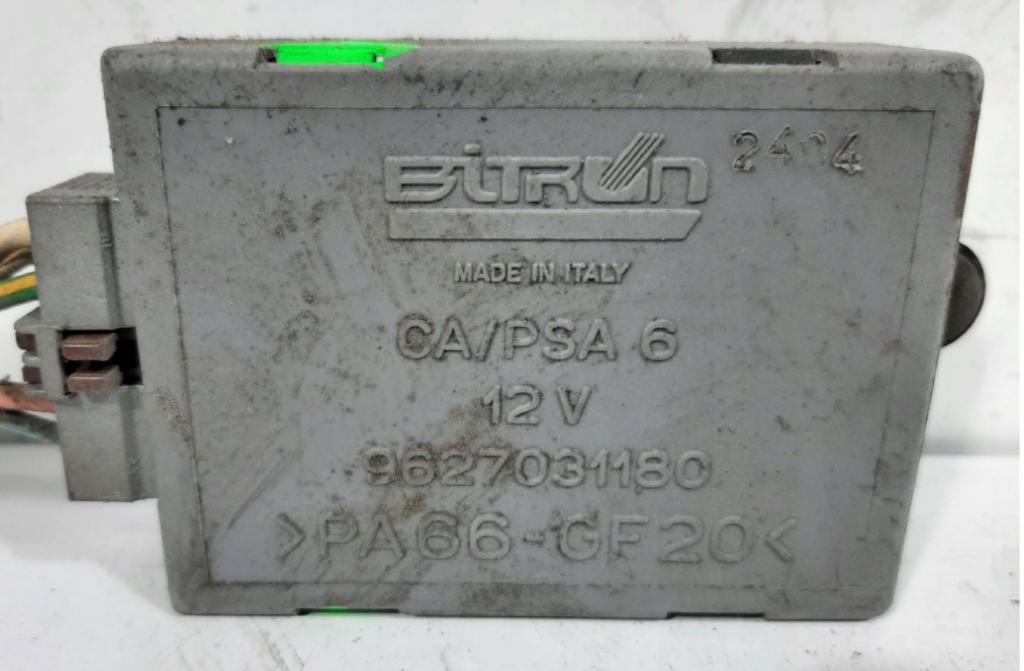 BiTRON
2404
MADE IN ITALY
CA/PSA 6
12 V
9627031180
>PA66-GF20<